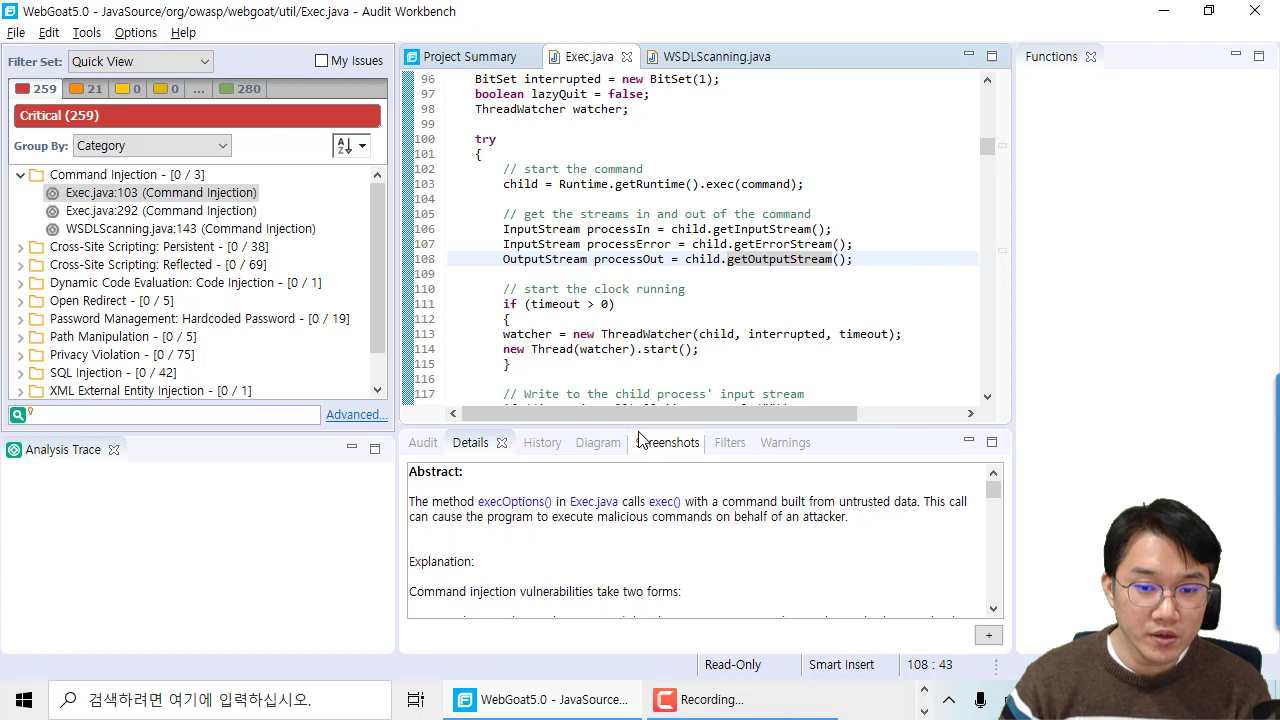 WebGoat5.0 - JavaSource/org/owasp/webgoat/util/Exec.java - Audit Workbench
File Edit Tools Options Help
Filter Set: Quick View My Issues
259 21 0 0 ... 280
Critical (259)
Group By: Category
Command Injection - [0 / 3]
Exec.java:103 (Command Injection)
Exec.java:292 (Command Injection)
WSDLScanning.java:143 (Command Injection)
Cross-Site Scripting: Persistent - [0 / 38]
Cross-Site Scripting: Reflected - [0 / 69]
Dynamic Code Evaluation: Code Injection - [0 / 1]
Open Redirect - [0 / 5]
Password Management: Hardcoded Password - [0 / 19]
Path Manipulation - [0 / 5]
Privacy Violation - [0 / 75]
SQL Injection - [0 / 42]
XML External Entity Injection - [0 / 1]
Advanced...
Analysis Trace
Project Summary Exec.java WSDLScanning.java
96 BitSet interrupted = new BitSet(1);
97 boolean lazyQuit = false;
98 ThreadWatcher watcher;
99
100 try
101 {
102 // start the command
103 child = Runtime.getRuntime().exec(command);
104
105 // get the streams in and out of the command
106 InputStream processIn = child.getInputStream();
107 InputStream processError = child.getErrorStream();
108 OutputStream processOut = child.getOutputStream();
109
110 // start the clock running
111 if (timeout > 0)
112 {
113 watcher = new ThreadWatcher(child, interrupted, timeout);
114 new Thread(watcher).start();
115 }
116
117 // Write to the child process' input stream
Audit Details History Diagram Screenshots Filters Warnings
Abstract:
The method execOptions() in Exec.java calls exec() with a command built from untrusted data. This call
can cause the program to execute malicious commands on behalf of an attacker.
Explanation:
Command injection vulnerabilities take two forms:
+
Functions
Read-Only Smart Insert 108 : 43
검색하려면 여기에 입력하십시오.
WebGoat5.0 - JavaSource...
Recording...